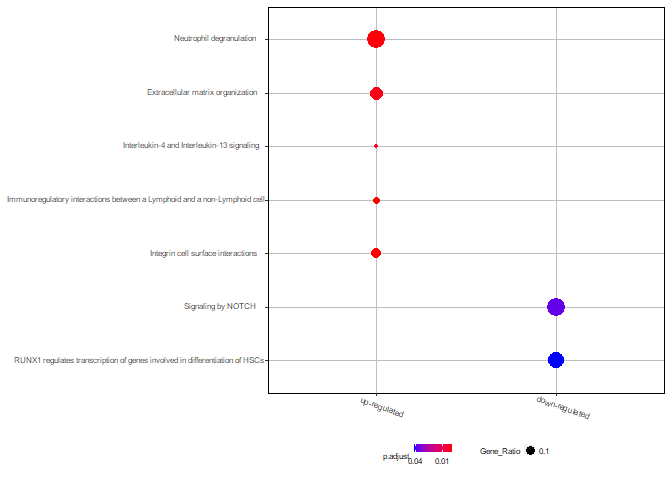 Neutrophil degranulation
Extracellular matrix organization
Interleukin-4 and Interleukin-13 signaling
Immunoregulatory interactions between a Lymphoid and a non-Lymphoid cell
Integrin cell surface interactions
Signaling by NOTCH
RUNX1 regulates transcription of genes involved in differentiation of HSCs
up-regulated
down-regulated
p.adjust
0.04 0.01
Gene_Ratio 0.1